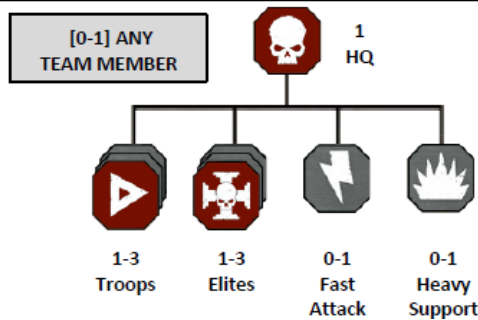 [0-1] ANY
TEAM MEMBER
1
HQ
1-3
Troops
1-3
Elites
0-1
Fast
Attack
0-1
Heavy
Support